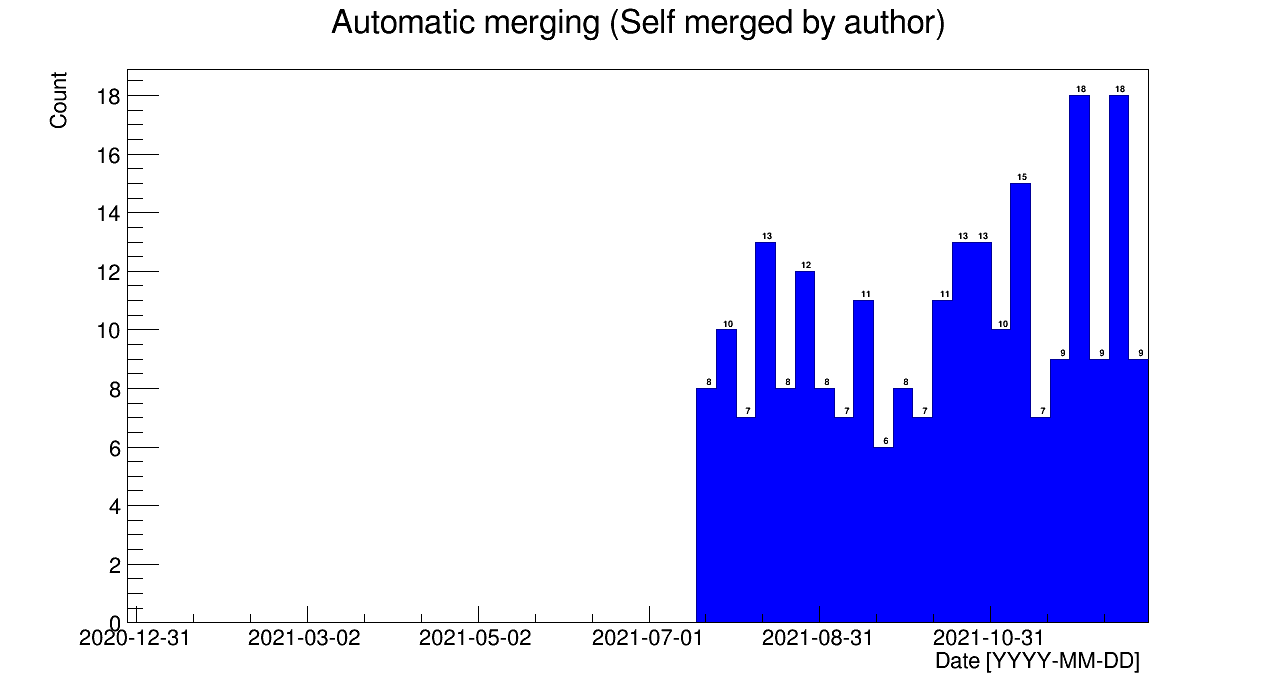 Automatic merging (Self merged by author)
Count
18
16
14
12
10
8
6
4
2
0
8 10 7 13 8 12 8 7 11 6 8 7 11 13 13 10 15 7 9 18 9 18 9
2020-12-31 2021-03-02 2021-05-02 2021-07-01 2021-08-31 2021-10-31
Date [YYYY-MM-DD]